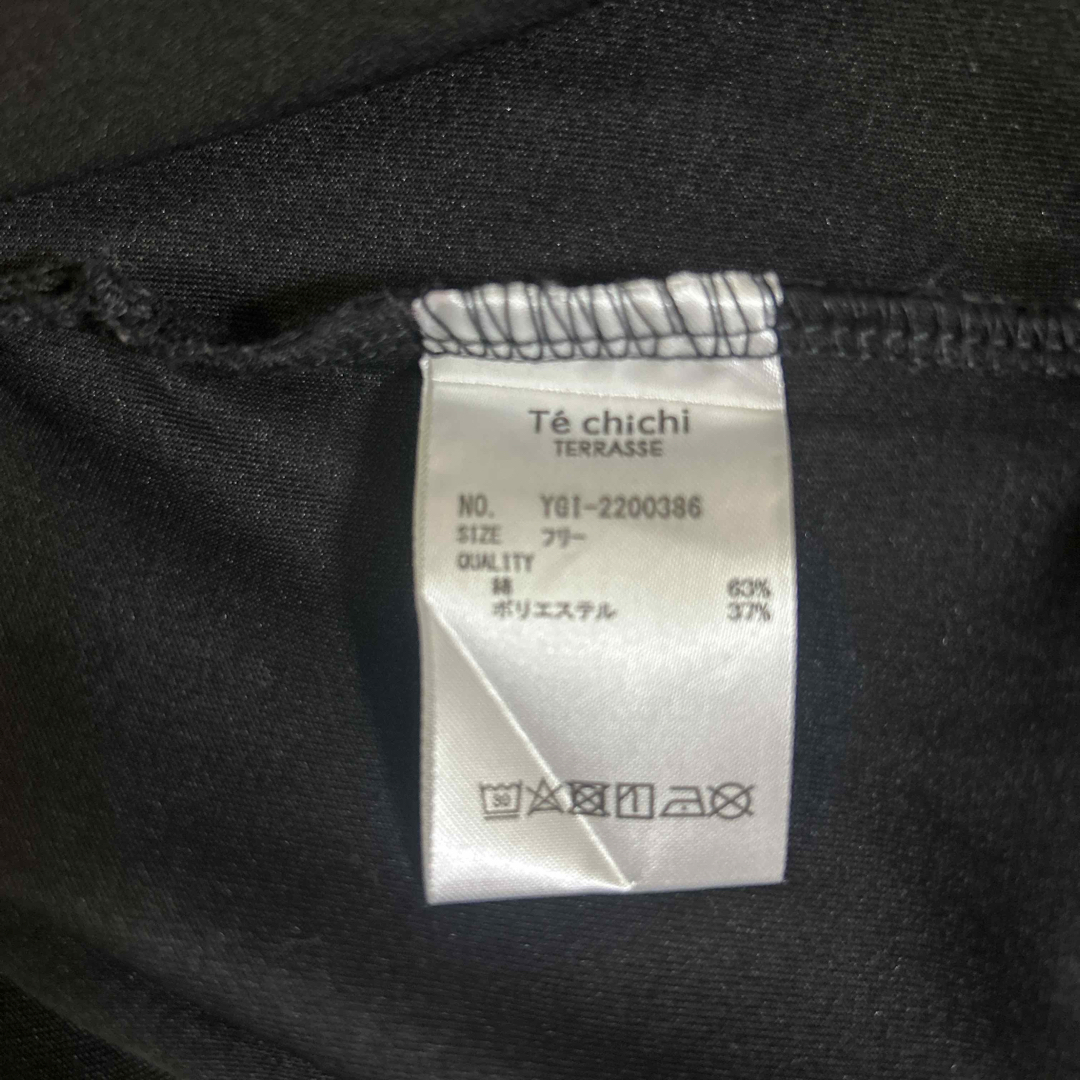 Té chichi
TERRASSE
NO. YGI-2200386
SIZE フリー
QUALITY
綿 63%
ポリエステル 37%
30